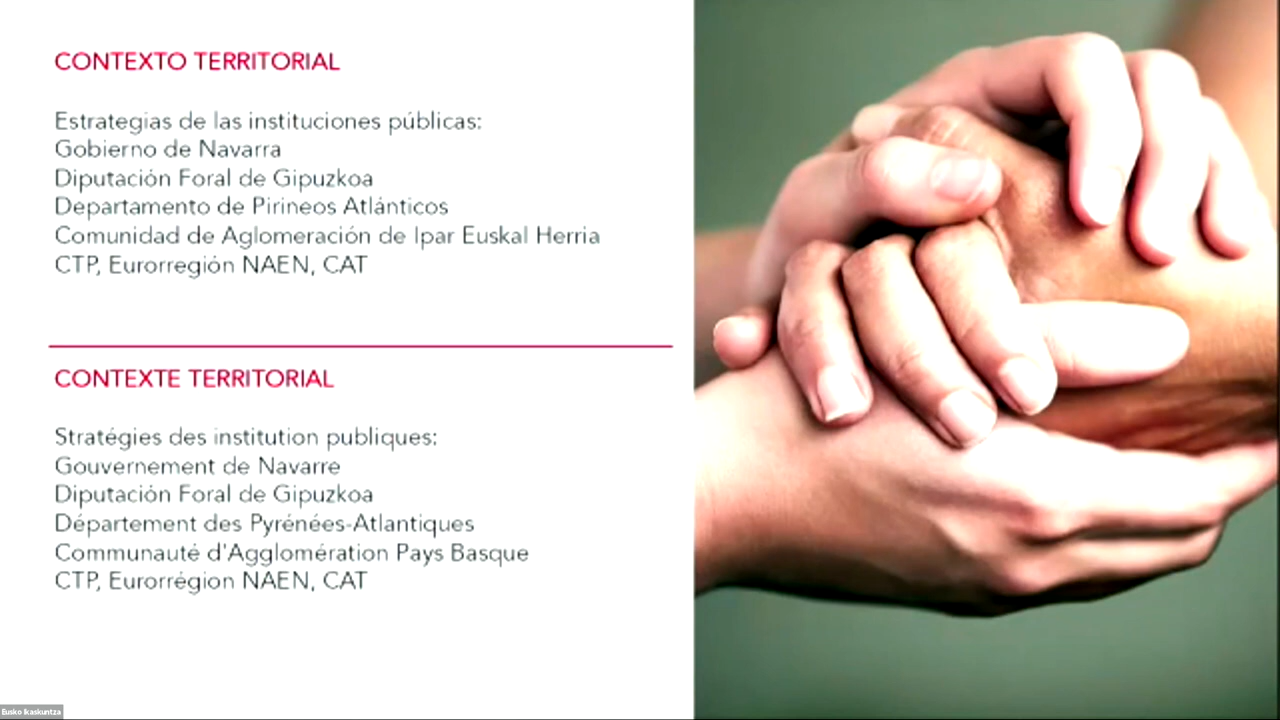 CONTEXTO TERRITORIAL
Estrategias de las instituciones públicas:
Gobierno de Navarra
Diputación Foral de Gipuzkoa
Departamento de Pirineos Atlánticos
Comunidad de Aglomeración de Ipar Euskal Herria
CTP, Eurorregión NAEN, CAT
CONTEXTE TERRITORIAL
Stratégies des institution publiques:
Gouvernement de Navarre
Diputación Foral de Gipuzkoa
Département des Pyrénées-Atlantiques
Communauté d'Agglomération Pays Basque
CTP, Eurorrégion NAEN, CAT
Eusko Ikaskuntza